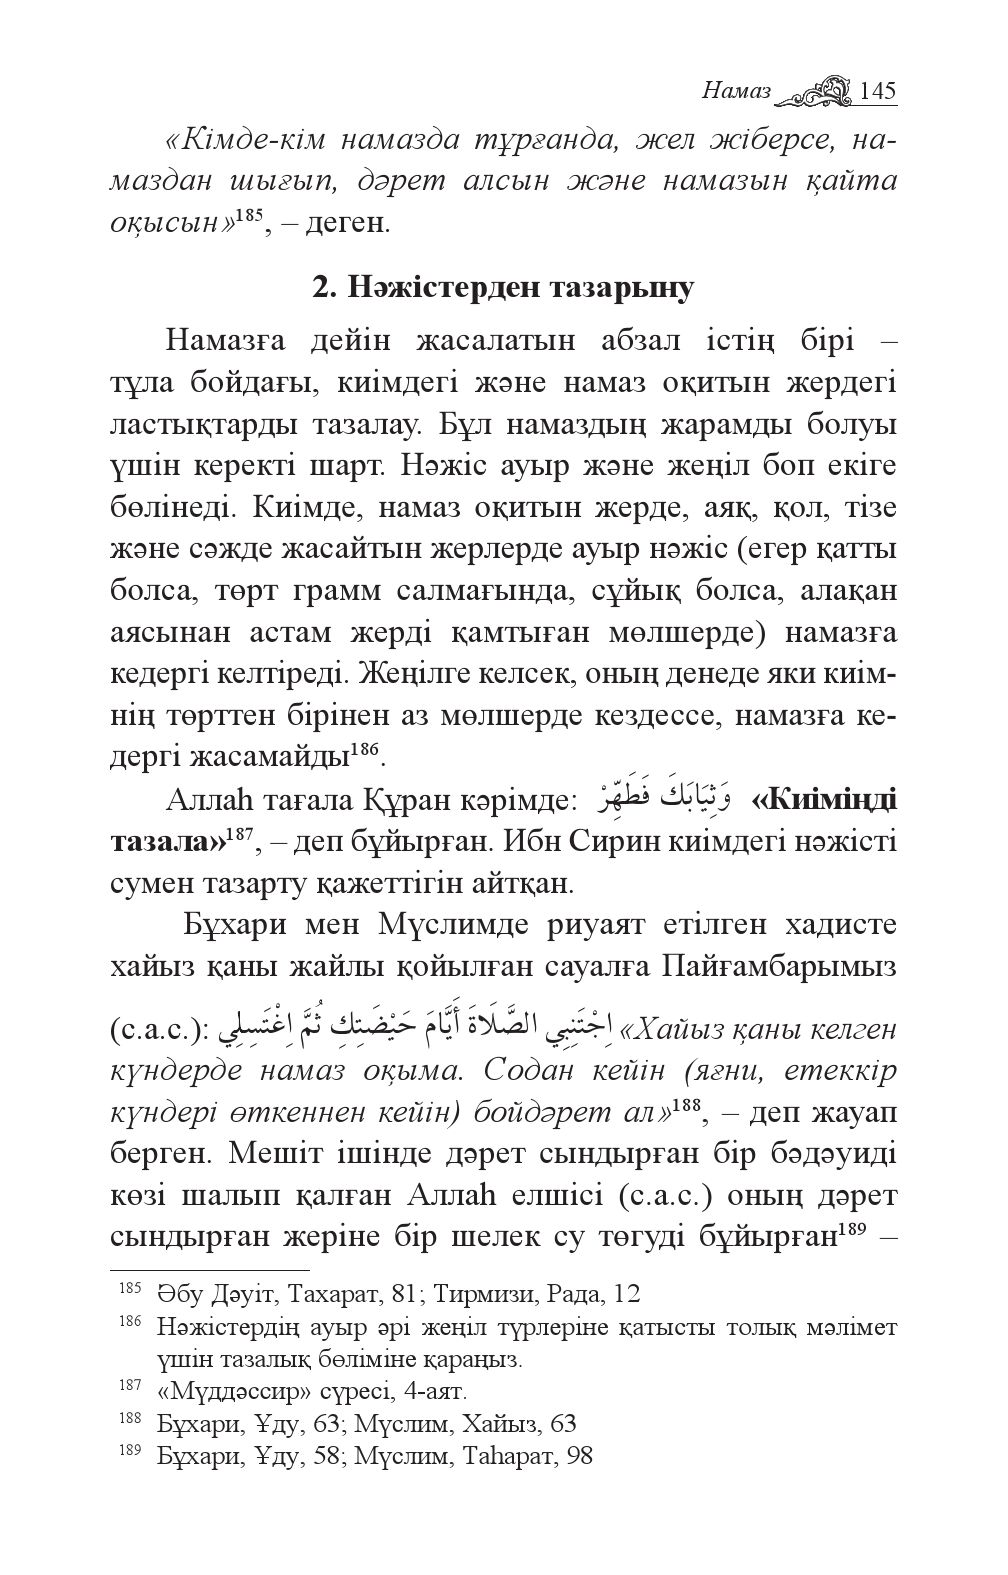 Намаз 145
«Кімде-кім намазда тұрғанда, жел жіберсе, на-
маздан шығып, дәрет алсын және намазын қайта
оқысын»185, – деген.
2. Нәжістерден тазарыну
Намазға дейін жасалатын абзал істің бірі –
тұла бойдағы, киімдегі және намаз оқитын жердегі
ластықтарды тазалау. Бұл намаздың жарамды болуы
үшін керекті шарт. Нәжіс ауыр және жеңіл боп екіге
бөлінеді. Киімде, намаз оқитын жерде, аяқ, қол, тізе
және сәжде жасайтын жерлерде ауыр нәжіс (егер қатты
болса, төрт грамм салмағында, сұйық болса, алақан
аясынан астам жерді қамтыған мөлшерде) намазға
кедергі келтіреді. Жеңілге келсек, оның денеде яки киім-
нің төрттен бірінен аз мөлшерде кездессе, намазға ке-
дергі жасамайды186.
Аллаһ тағала Құран кәрімде: وَثِيَابَكَ فَطَهِّرْ «Киіміңді
тазала»187, – деп бұйырған. Ибн Сирин киімдегі нәжісті
сумен тазарту қажеттігін айтқан.
Бұхари мен Мүслимде риуаят етілген хадисте
хайыз қаны жайлы қойылған сауалға Пайғамбарымыз
(с.а.с.): اِجْتَنِبِي الصَّلَاةَ أَيَّامَ حَيْضَتِكِ ثُمَّ اِغْتَسِلِي «Хайыз қаны келген
күндерде намаз оқыма. Содан кейін (яғни, етеккір
күндері өткеннен кейін) бойдәрет ал»188, – деп жауап
берген. Мешіт ішінде дәрет сындырған бір бәдәуиді
көзі шалып қалған Аллаһ елшісі (с.а.с.) оның дәрет
сындырған жеріне бір шелек су төгуді бұйырған189 –
185 Әбу Дәуіт, Тахарат, 81; Тирмизи, Рада, 12
186 Нәжістердің ауыр әрі жеңіл түрлеріне қатысты толық мәлімет
үшін тазалық бөліміне қараңыз.
187 «Мүддәссир» сүресі, 4-аят.
188 Бұхари, Ұду, 63; Мүслим, Хайыз, 63
189 Бұхари, Ұду, 58; Мүслим, Таһарат, 98